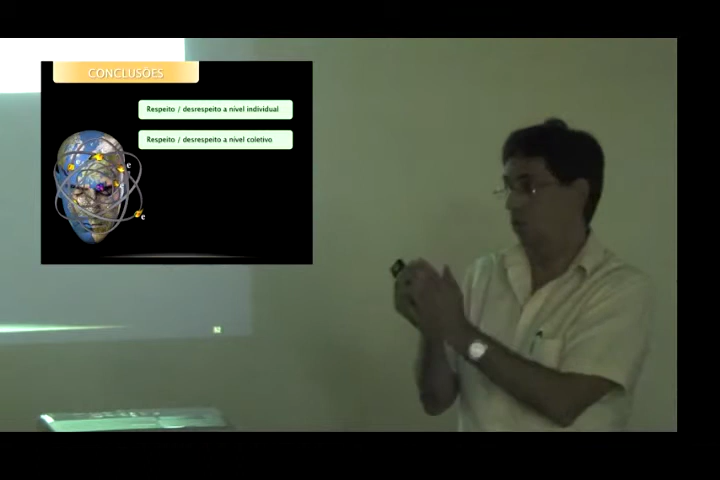 CONCLUSÕES
Respeito / desrespeito a nível individual
Respeito / desrespeito a nível coletivo
e
e